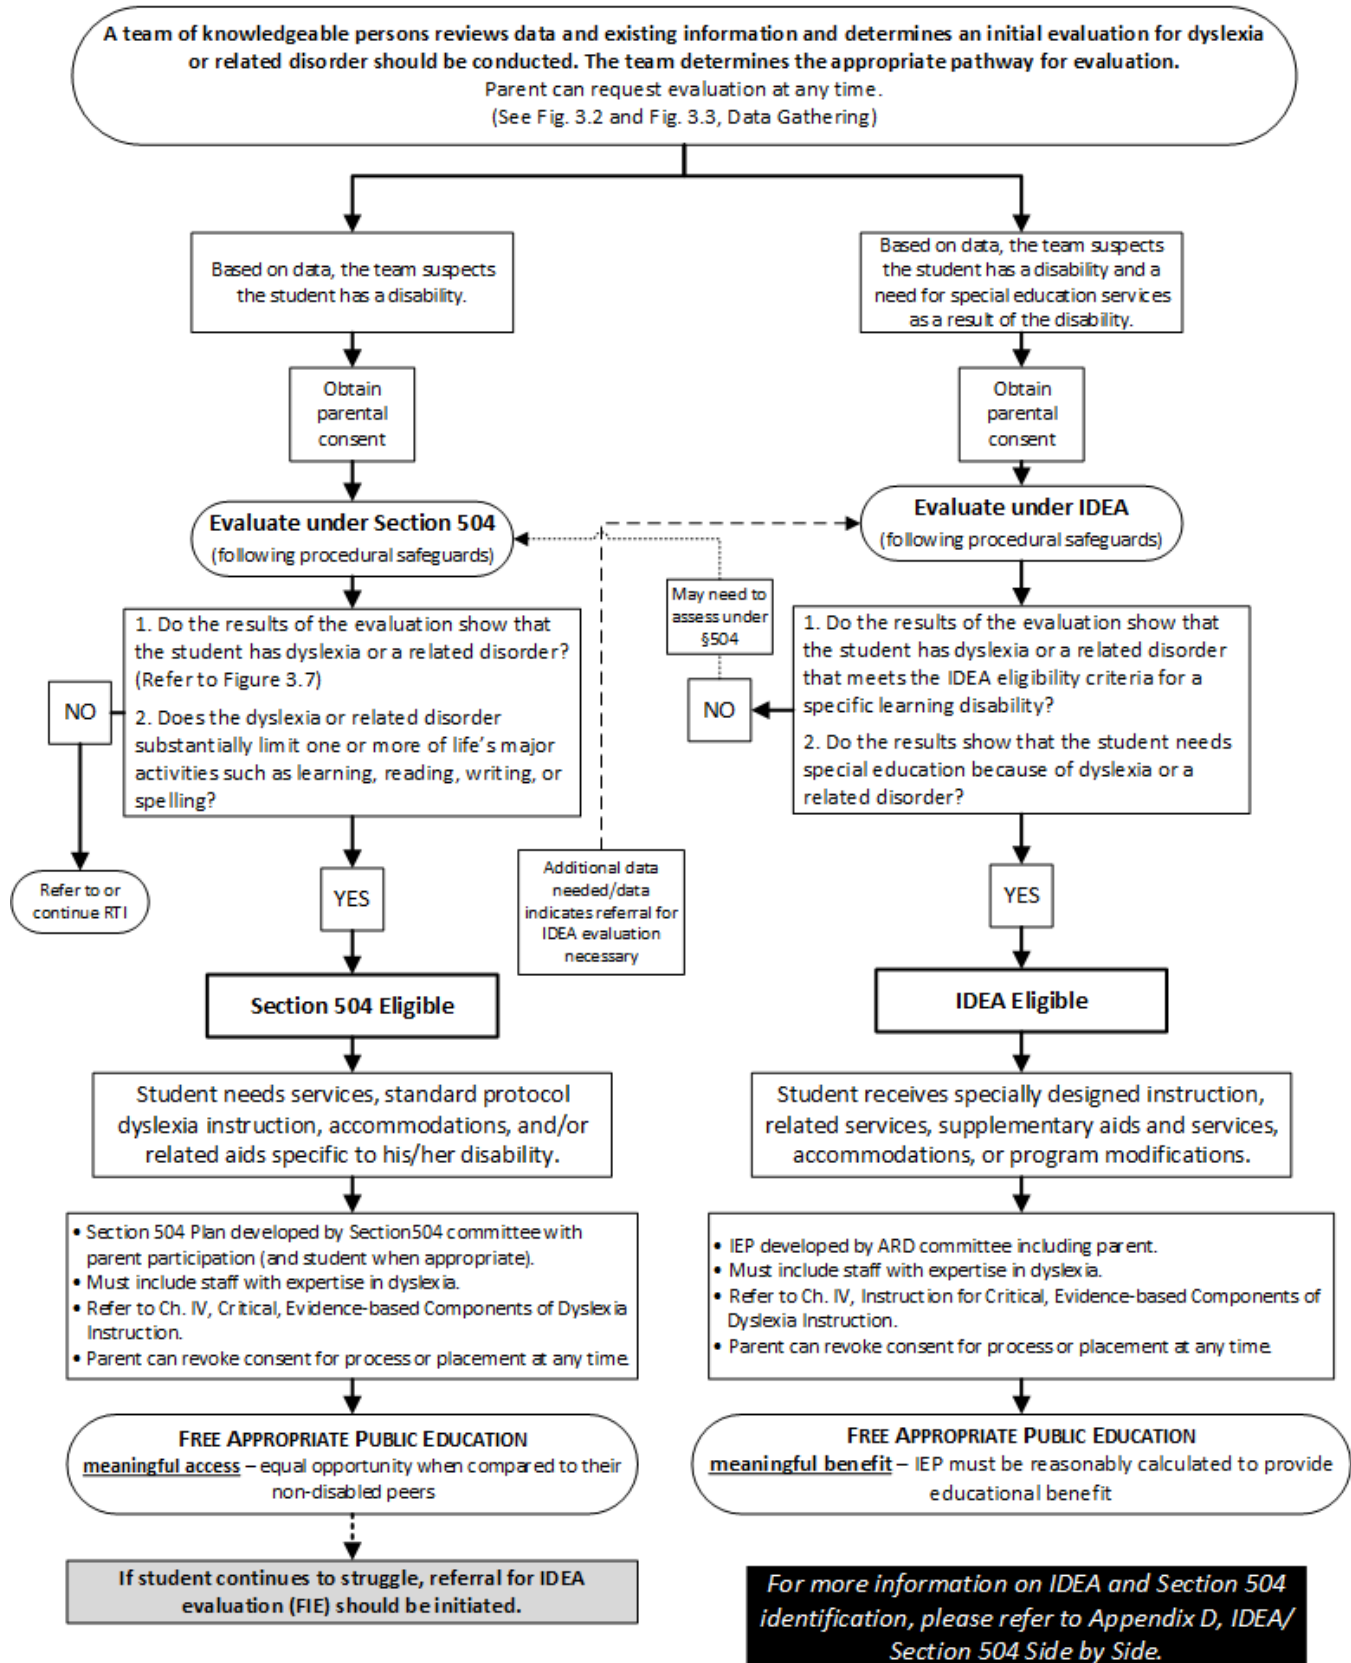 A team of knowledgeable persons reviews data and existing information and determines an initial evaluation for dyslexia
or related disorder should be conducted. The team determines the appropriate pathway for evaluation.
Parent can request evaluation at any time.
(See Fig. 3.2 and Fig. 3.3, Data Gathering)
Based on data, the team suspects
the student has a disability.
Based on data, the team suspects
the student has a disability and a
need for special education services
as a result of the disability.
Obtain
parental
consent
Obtain
parental
consent
Evaluate under Section 504
(following procedural safeguards)
Evaluate under IDEA
(following procedural safeguards)
May need to
assess under
§504
1. Do the results of the evaluation show that
the student has dyslexia or a related disorder?
(Refer to Figure 3.7)
2. Does the dyslexia or related disorder
substantially limit one or more of life's major
activities such as learning, reading, writing, or
spelling?
NO
NO
1. Do the results of the evaluation show that
the student has dyslexia or a related disorder
that meets the IDEA eligibility criteria for a
specific learning disability?
2. Do the results show that the student needs
special education because of dyslexia or a
related disorder?
Refer to or
continue RTI
YES
Additional data
needed/data
indicates referral for
IDEA evaluation
necessary
YES
Section 504 Eligible
IDEA Eligible
Student needs services, standard protocol
dyslexia instruction, accommodations, and/or
related aids specific to his/her disability.
Student receives specially designed instruction,
related services, supplementary aids and services,
accommodations, or program modifications.
• Section 504 Plan developed by Section504 committee with
parent participation (and student when appropriate).
• Must include staff with expertise in dyslexia.
• Refer to Ch. IV, Critical, Evidence-based Components of Dyslexia
Instruction.
• Parent can revoke consent for process or placement at any time.
• IEP developed by ARD committee including parent.
• Must include staff with expertise in dyslexia.
• Refer to Ch. IV, Instruction for Critical, Evidence-based Components of
Dyslexia Instruction.
• Parent can revoke consent for process or placement at any time.
FREE APPROPRIATE PUBLIC EDUCATION
meaningful access – equal opportunity when compared to their
non-disabled peers
FREE APPROPRIATE PUBLIC EDUCATION
meaningful benefit – IEP must be reasonably calculated to provide
educational benefit
If student continues to struggle, referral for IDEA
evaluation (FIE) should be initiated.
For more information on IDEA and Section 504
identification, please refer to Appendix D, IDEA/
Section 504 Side by Side.